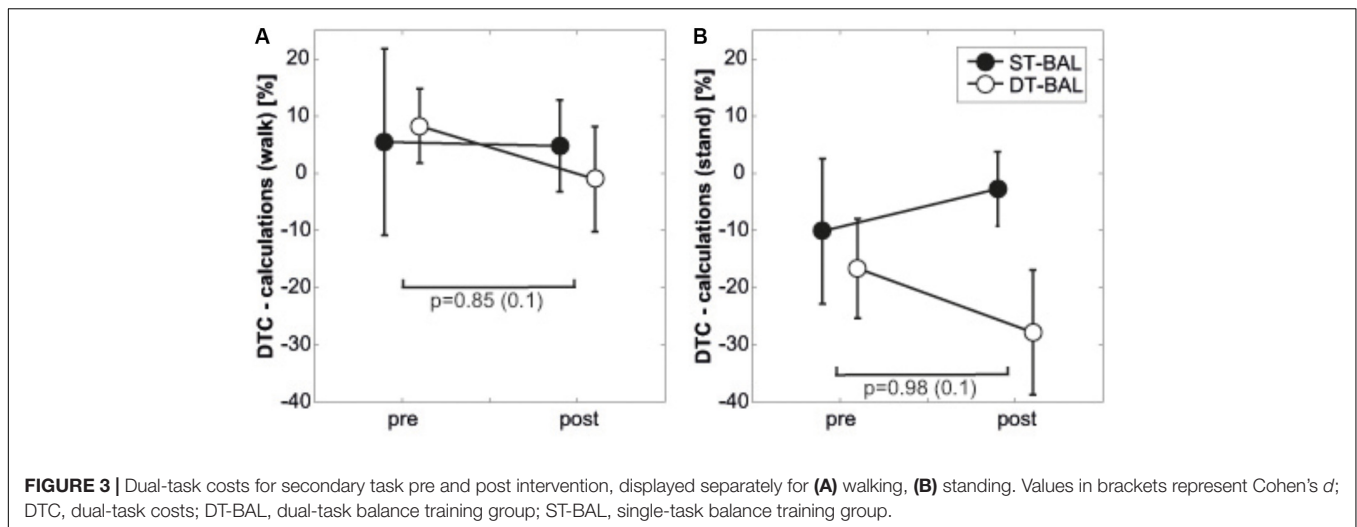 A
B
DTC - calculations (walk) [%]
20
10
0
-10
-20
-30
-40
p=0.85 (0.1)
pre
post
DTC - calculations (stand) [%]
20
10
0
-10
-20
-30
-40
ST-BAL
DT-BAL
p=0.98 (0.1)
pre
post
FIGURE 3 | Dual-task costs for secondary task pre and post intervention, displayed separately for (A) walking, (B) standing. Values in brackets represent Cohen's d;
DTC, dual-task costs; DT-BAL, dual-task balance training group; ST-BAL, single-task balance training group.